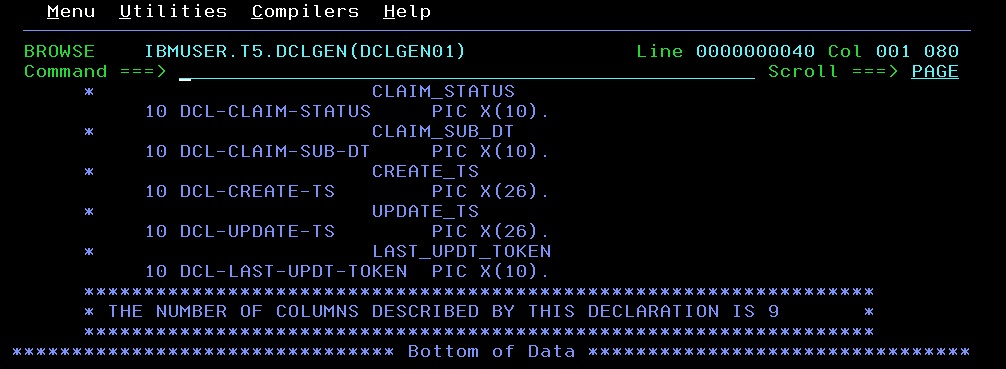 Menu Utilities Compilers Help
BROWSE IBMUSER.T5.DCLGEN(DCLGEN01) Line 0000000040 Col 001 080
Command ===> Scroll ===> PAGE
* CLAIM_STATUS
10 DCL-CLAIM-STATUS PIC X(10).
* CLAIM_SUB_DT
10 DCL-CLAIM-SUB-DT PIC X(10).
* CREATE_TS
10 DCL-CREATE-TS PIC X(26).
* UPDATE_TS
10 DCL-UPDATE-TS PIC X(26).
* LAST_UPDT_TOKEN
10 DCL-LAST-UPDT-TOKEN PIC X(10).
******************************************************************
* THE NUMBER OF COLUMNS DESCRIBED BY THIS DECLARATION IS 9 *
******************************************************************
******************************** Bottom of Data ********************************